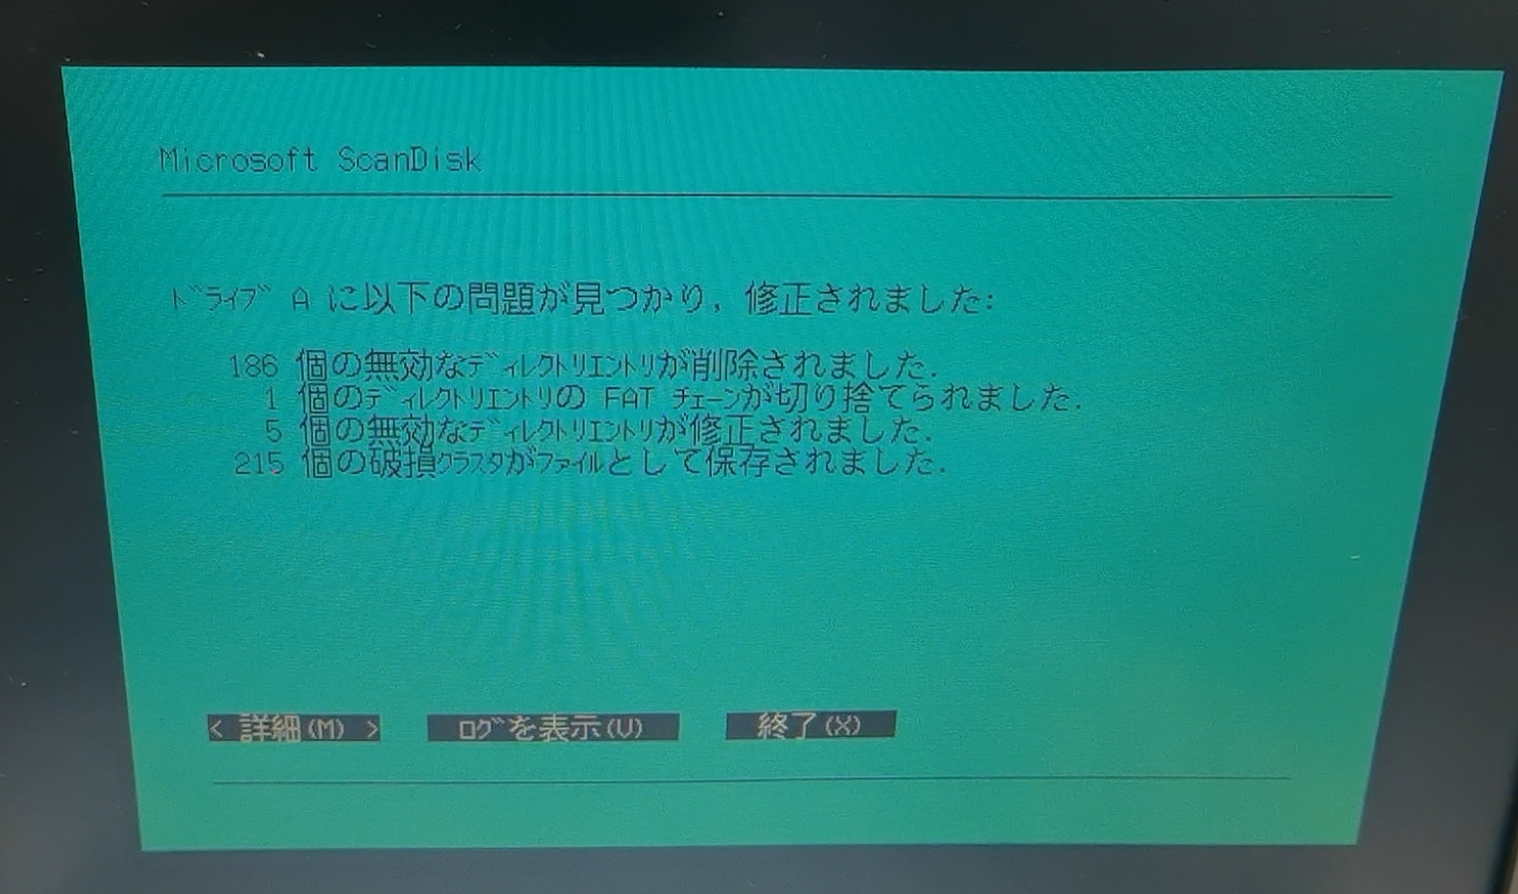 Microsoft ScanDisk
ﾄﾞﾗｲﾌﾞ A に以下の問題が見つかり，修正されました:
186 個の無効なﾃﾞｨﾚｸﾄﾘｴﾝﾄﾘが削除されました.
1 個のﾃﾞｨﾚｸﾄﾘｴﾝﾄﾘの FAT ﾁｪｰﾝが切り捨てられました.
5 個の無効なﾃﾞｨﾚｸﾄﾘｴﾝﾄﾘが修正されました.
215 個の破損ｸﾗｽﾀがﾌｧｲﾙとして保存されました.
< 詳細(M) > ﾛｸﾞを表示(V) 終了(X)